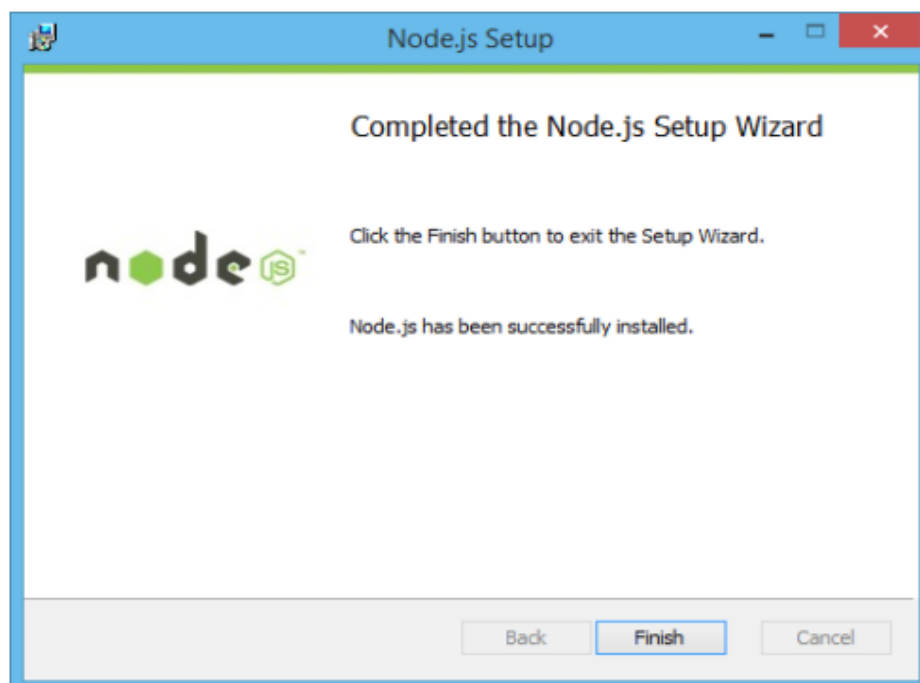 Node.js Setup
Completed the Node.js Setup Wizard
Click the Finish button to exit the Setup Wizard.
node JS™
Node.js has been successfully installed.
Back Finish Cancel